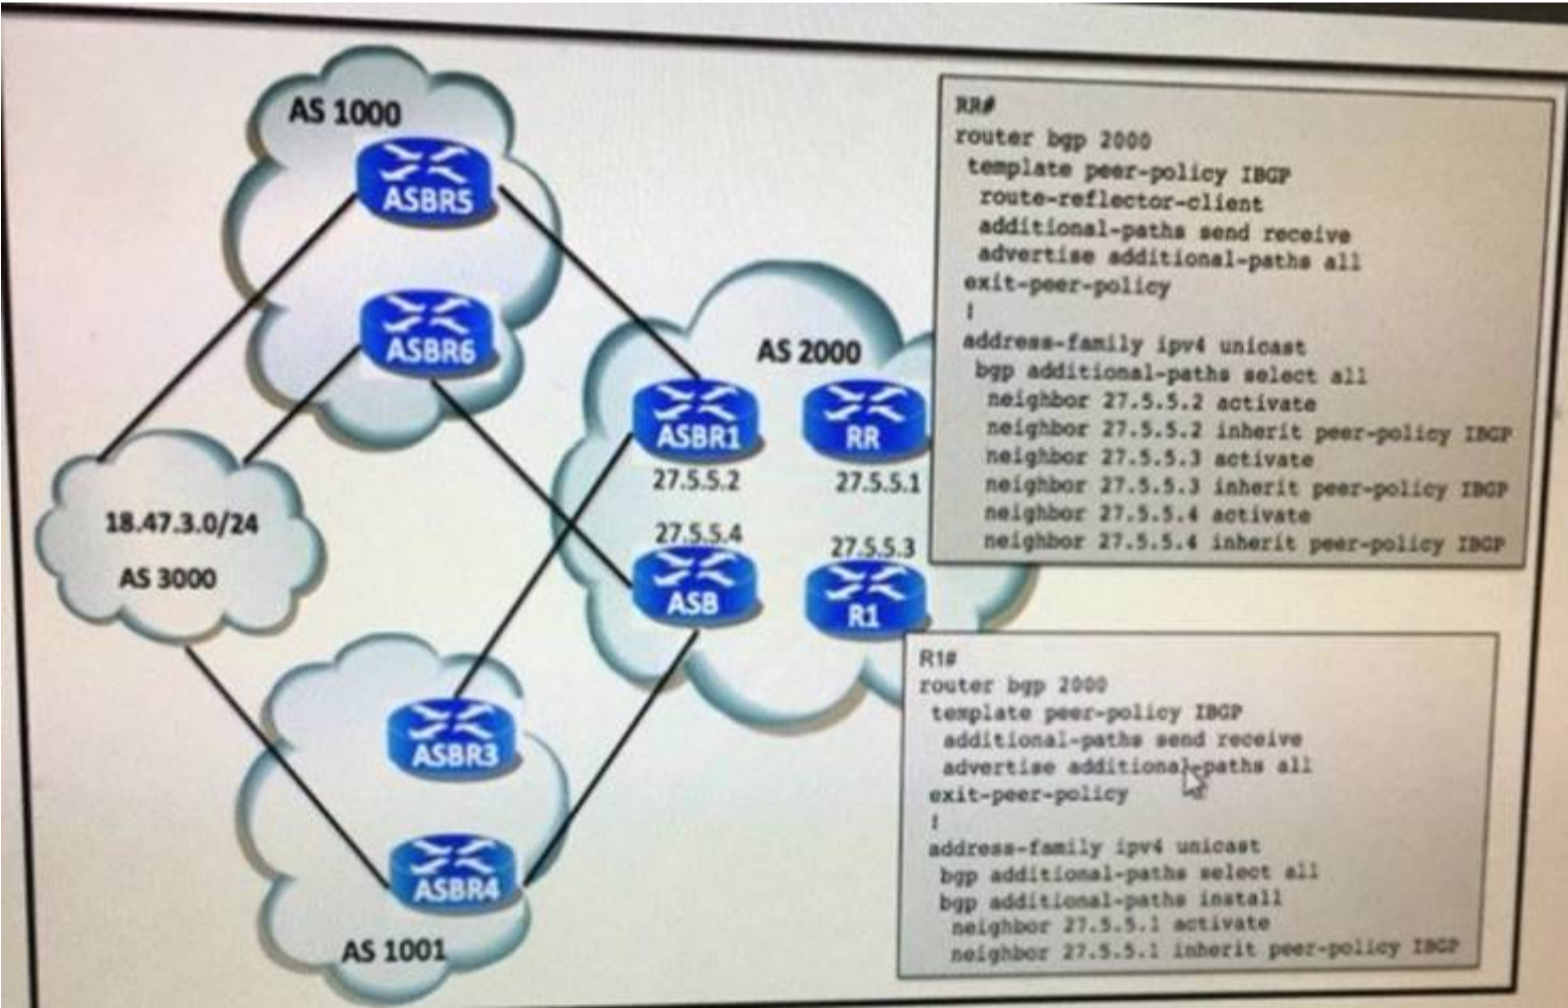 AS 1000
ASBR5
ASBR6
AS 2000
ASBR1
RR
27.5.5.2
27.5.5.1
27.5.5.4
27.5.5.3
ASB
R1
18.47.3.0/24
AS 3000
ASBR3
ASBR4
AS 1001
RR#
router bgp 2000
template peer-policy IBGP
route-reflector-client
additional-paths send receive
advertise additional-paths all
exit-peer-policy
!
address-family ipv4 unicast
bgp additional-paths select all
neighbor 27.5.5.2 activate
neighbor 27.5.5.2 inherit peer-policy IBGP
neighbor 27.5.5.3 activate
neighbor 27.5.5.3 inherit peer-policy IBGP
neighbor 27.5.5.4 activate
neighbor 27.5.5.4 inherit peer-policy IBGP
R1#
router bgp 2000
template peer-policy IBGP
additional-paths send receive
advertise additional-paths all
exit-peer-policy
!
address-family ipv4 unicast
bgp additional-paths select all
bgp additional-paths install
neighbor 27.5.5.1 activate
neighbor 27.5.5.1 inherit peer-policy IBGP